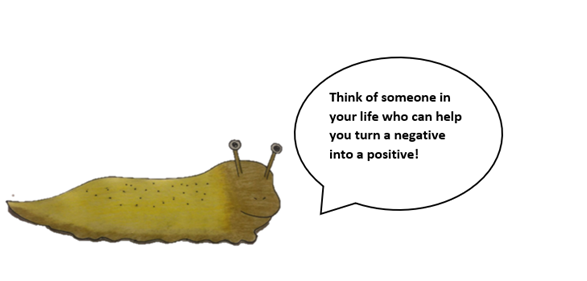 Think of someone in
your life who can help
you turn a negative
into a positive!